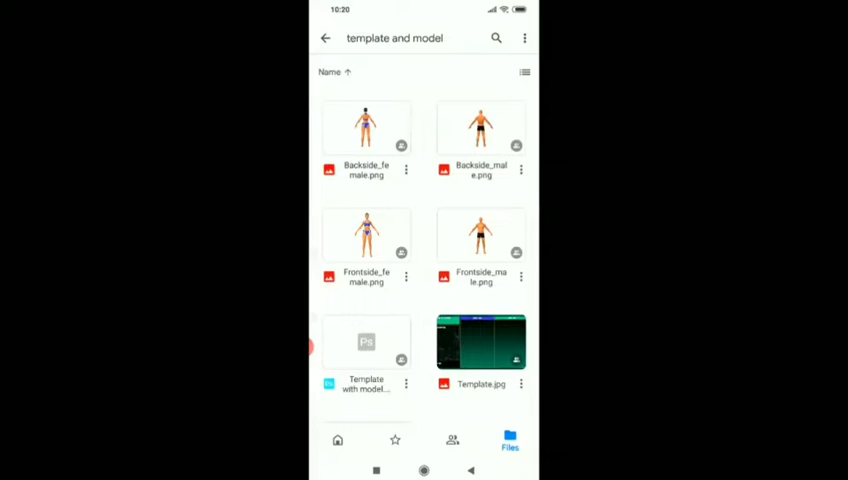 10:20
template and model
Name
Backside_fe
male.png
Backside_mal
e.png
Frontside_fe
male.png
Frontside_ma
le.png
Ps
Ps
Template
with model...
Template.jpg
Files